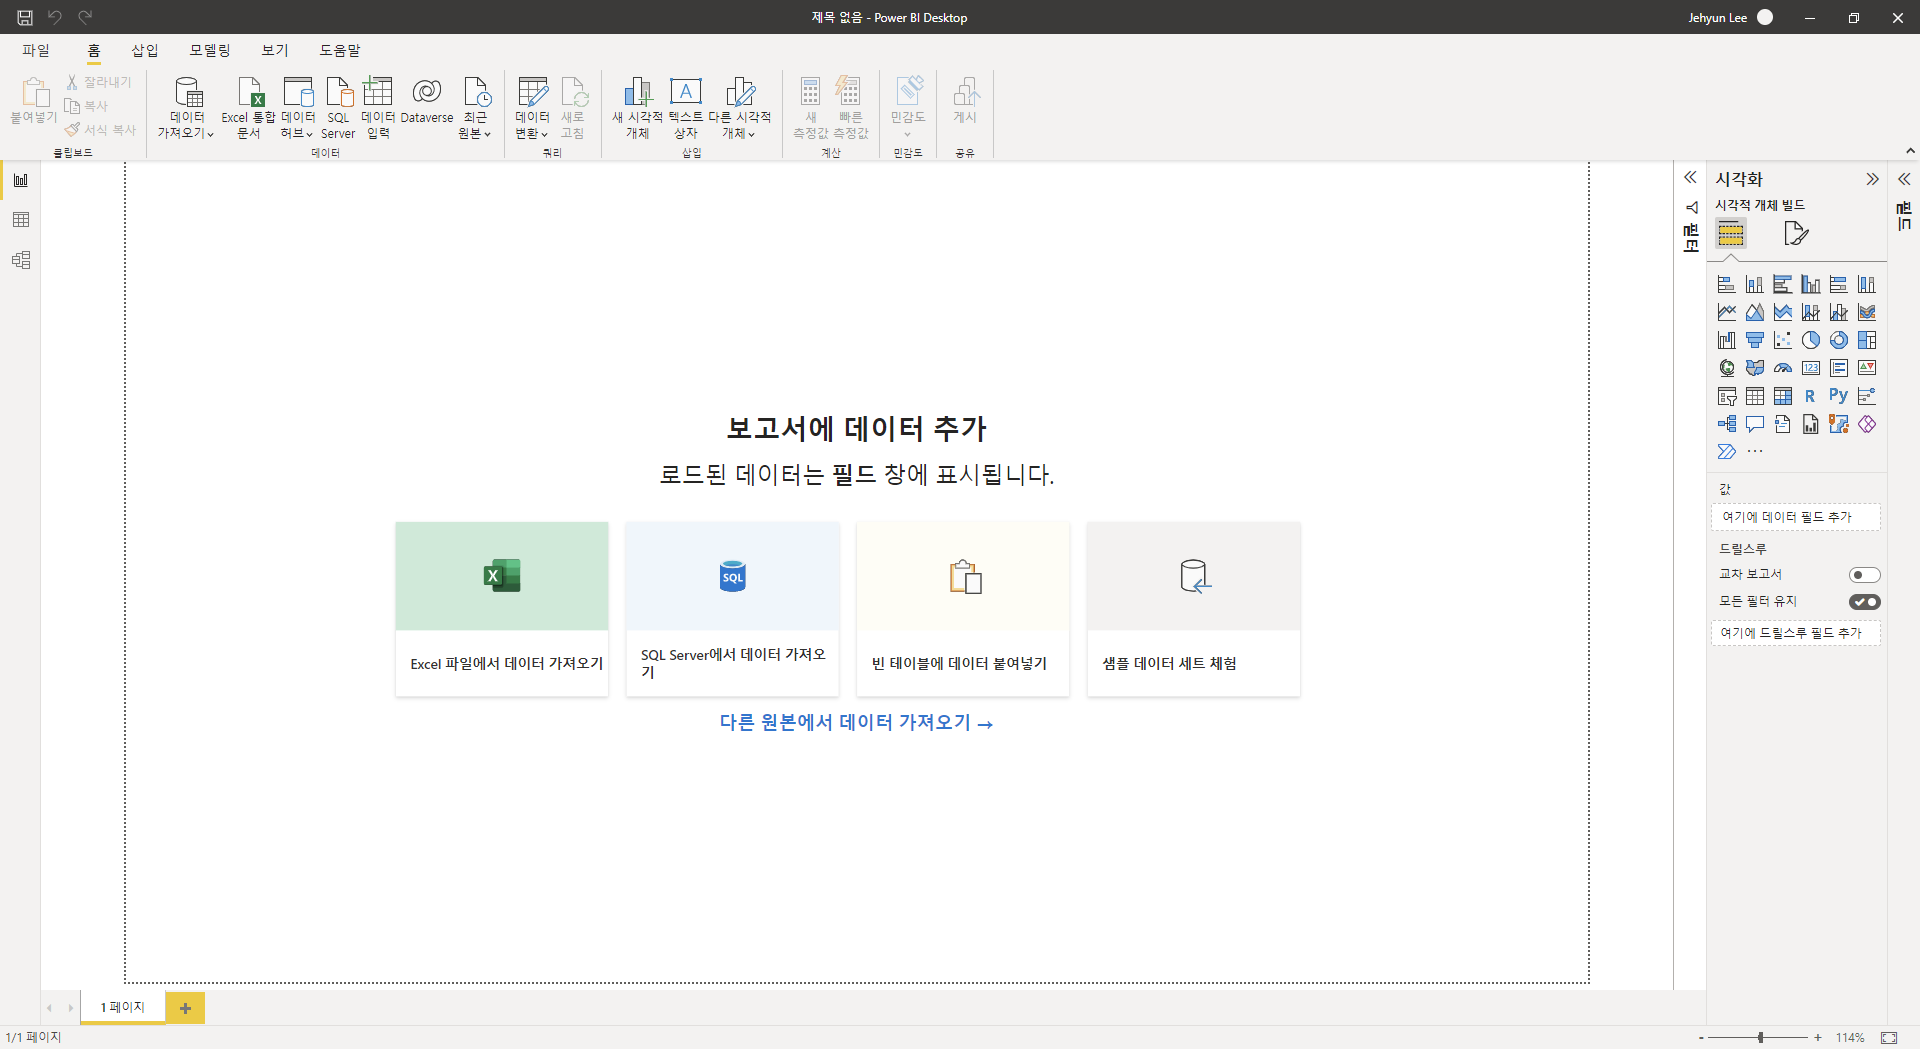 제목 없음 - Power BI Desktop
Jehyun Lee
파일
홈
삽입
모델링
보기
도움말
붙여넣기
잘라내기
복사
서식 복사
클립보드
데이터
가져오기
Excel 통합
문서
데이터
허브
SQL
Server
데이터
입력
Dataverse
최근
원본
데이터
데이터
변환
새로
고침
쿼리
새 시각적
개체
A
텍스트
상자
다른 시각적
개체
삽입
새
측정값
빠른
측정값
계산
민감도
민감도
게시
공유
필터
시각화
시각적 개체 빌드
필드
123
R
Py
...
값
여기에 데이터 필드 추가
드릴스루
교차 보고서
모든 필터 유지
여기에 드릴스루 필드 추가
보고서에 데이터 추가
로드된 데이터는 필드 창에 표시됩니다.
X
SQL
Excel 파일에서 데이터 가져오기
SQL Server에서 데이터 가져오
기
빈 테이블에 데이터 붙여넣기
샘플 데이터 세트 체험
다른 원본에서 데이터 가져오기 →
1 페이지
+
1/1 페이지
- + 114%